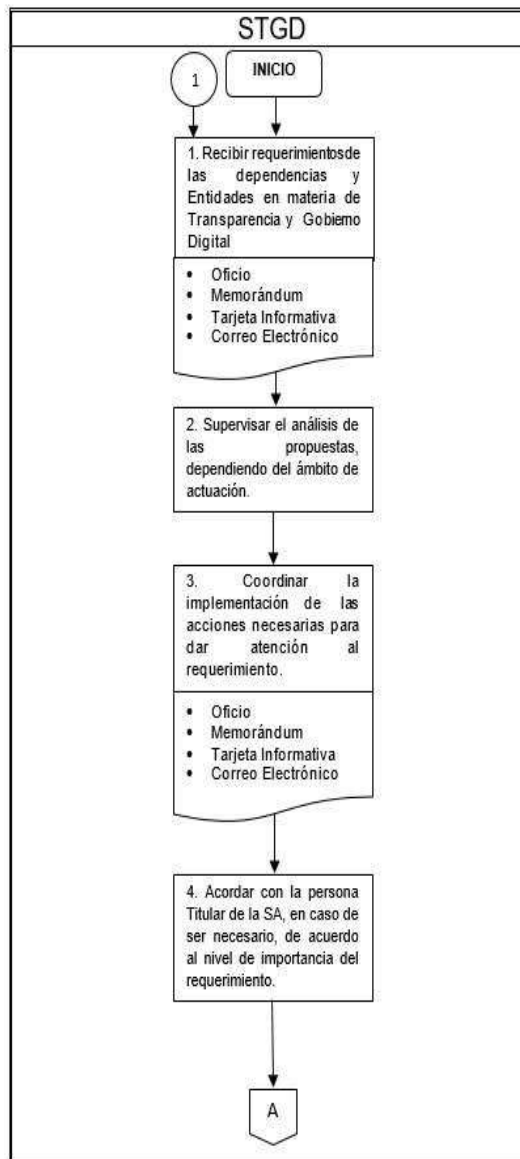 STGD
1
INICIO
1. Recibir requerimientosde
las dependencias y
Entidades en materia de
Transparencia y Gobierno
Digital
• Oficio
• Memorándum
• Tarjeta Informativa
• Correo Electrónico
2. Supervisar el análisis de
las propuestas,
dependiendo del ámbito de
actuación.
3. Coordinar la
implementación de las
acciones necesarias para
dar atención al
requerimiento.
• Oficio
• Memorándum
• Tarjeta Informativa
• Correo Electrónico
4. Acordar con la persona
Titular de la SA, en caso de
ser necesario, de acuerdo
al nivel de importancia del
requerimiento.
A